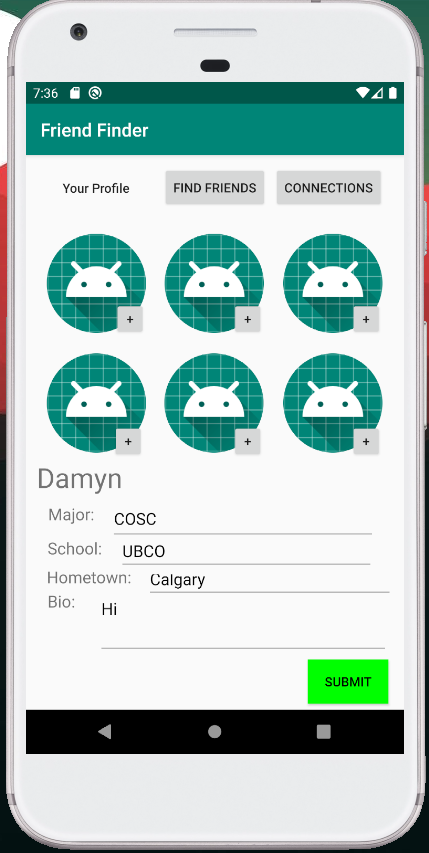 7:36
Friend Finder
Your Profile FIND FRIENDS CONNECTIONS
+ + +
+ + +
Damyn
Major: COSC
School: UBCO
Hometown: Calgary
Bio: Hi
SUBMIT